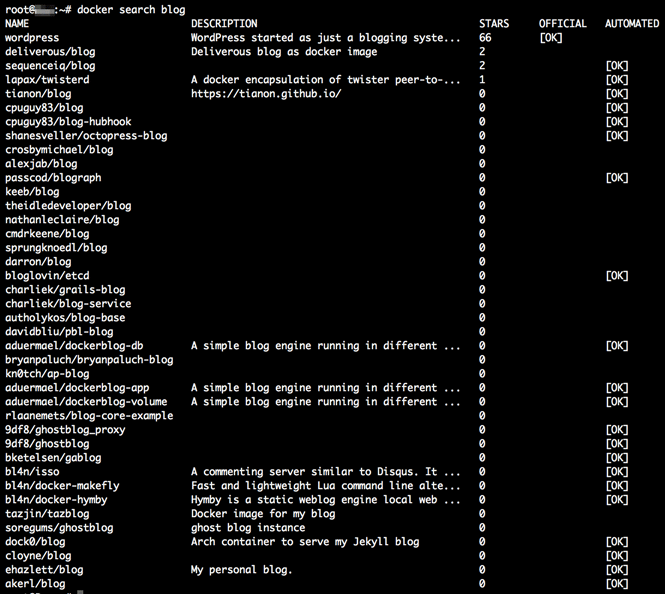 root@:~# docker search blog
NAME DESCRIPTION STARS OFFICIAL AUTOMATED
wordpress WordPress started as just a blogging syste... 66 [OK]
deliverous/blog Deliverous blog as docker image 2
sequenceiq/blog 2 [OK]
lapax/twisterd A docker encapsulation of twister peer-to-... 1 [OK]
tianon/blog https://tianon.github.io/ 0 [OK]
cpuguy83/blog 0 [OK]
cpuguy83/blog-hubhook 0 [OK]
shanesveller/octopress-blog 0 [OK]
crosbymichael/blog 0
alexjab/blog 0
passcod/blograph 0 [OK]
keeb/blog 0
theidledeveloper/blog 0
nathanleclaire/blog 0
cmdrkeene/blog 0
sprungknoedl/blog 0
darron/blog 0
bloglovin/etcd 0 [OK]
charliek/grails-blog 0
charliek/blog-service 0
autholykos/blog-base 0
davidbliu/pbl-blog 0
aduermael/dockerblog-db A simple blog engine running in different ... 0 [OK]
bryanpaluch/bryanpaluch-blog 0
kn0tch/ap-blog 0
aduermael/dockerblog-app A simple blog engine running in different ... 0 [OK]
aduermael/dockerblog-volume A simple blog engine running in different ... 0 [OK]
rlaanemets/blog-core-example 0
9df8/ghostblog_proxy 0 [OK]
9df8/ghostblog 0 [OK]
bketelsen/gablog 0 [OK]
bl4n/isso A commenting server similar to Disqus. It ... 0 [OK]
bl4n/docker-makefly Fast and lightweight Lua command line alte... 0 [OK]
bl4n/docker-hymby Hymby is a static weblog engine local web ... 0 [OK]
tazjin/tazblog Docker image for my blog 0
soregums/ghostblog ghost blog instance 0
dock0/blog Arch container to serve my Jekyll blog 0 [OK]
cloyne/blog 0 [OK]
ehazlett/blog My personal blog. 0 [OK]
akerl/blog 0 [OK]